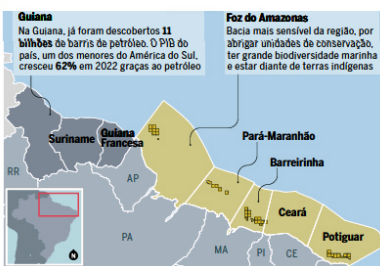 Guiana
Na Guiana, já foram descobertos 11
bilhões de barris de petróleo. O PIB do
país, um dos menores do América do Sul,
cresceu 62% em 2022 graças ao petróleo
Foz do Amazonas
Bacia mais sensível da região, por
abrigar unidades de conservação,
ter grande biodiversidade marinha
e estar diante de terras indígenas
Suriname
Guiana
Francesa
Pará-Maranhão
Barreirinha
Ceará
Potiguar
RR
AP
PA
MA
PI
CE
N